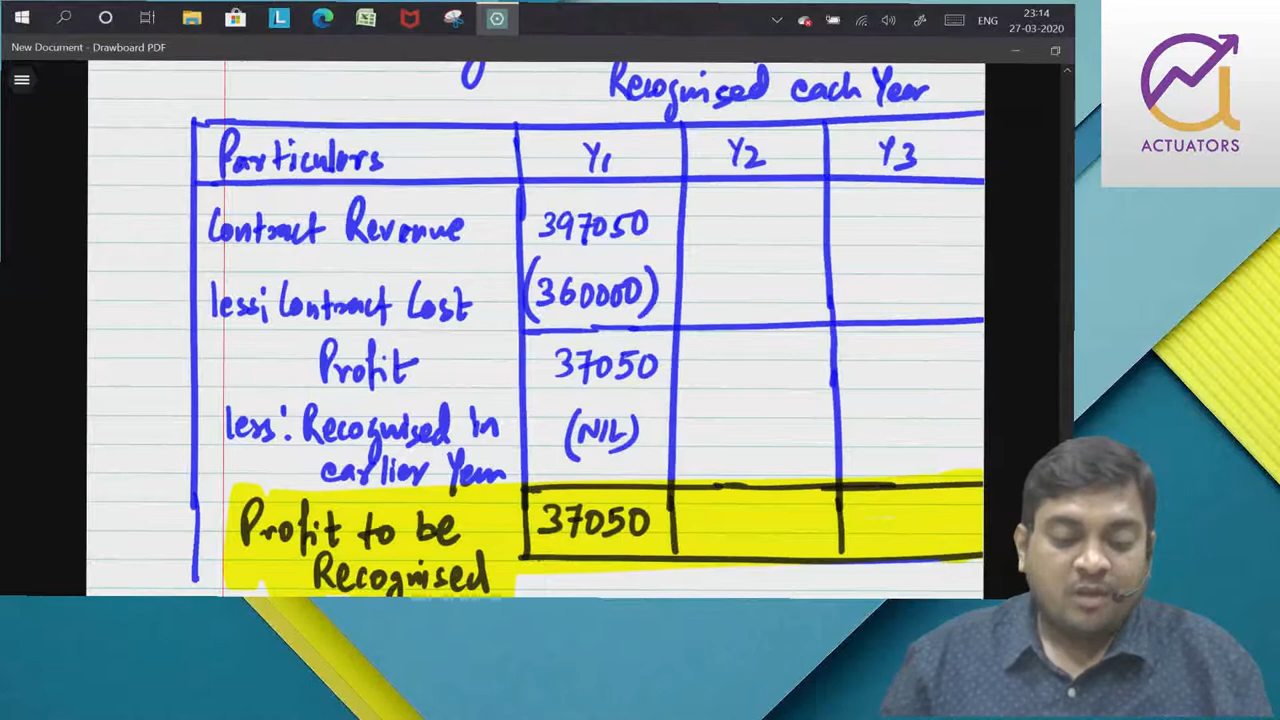 23:14
ENG
27-03-2020
New Document - Drawboard PDF
Recognised each Year
Particulars Y1 Y2 Y3
Contract Revenue 397050
less; Contract Cost (360000)
Profit 37050
less: Recognised in (NIL)
earlier Year
Profit to be 37050
Recognised
ACTUATORS